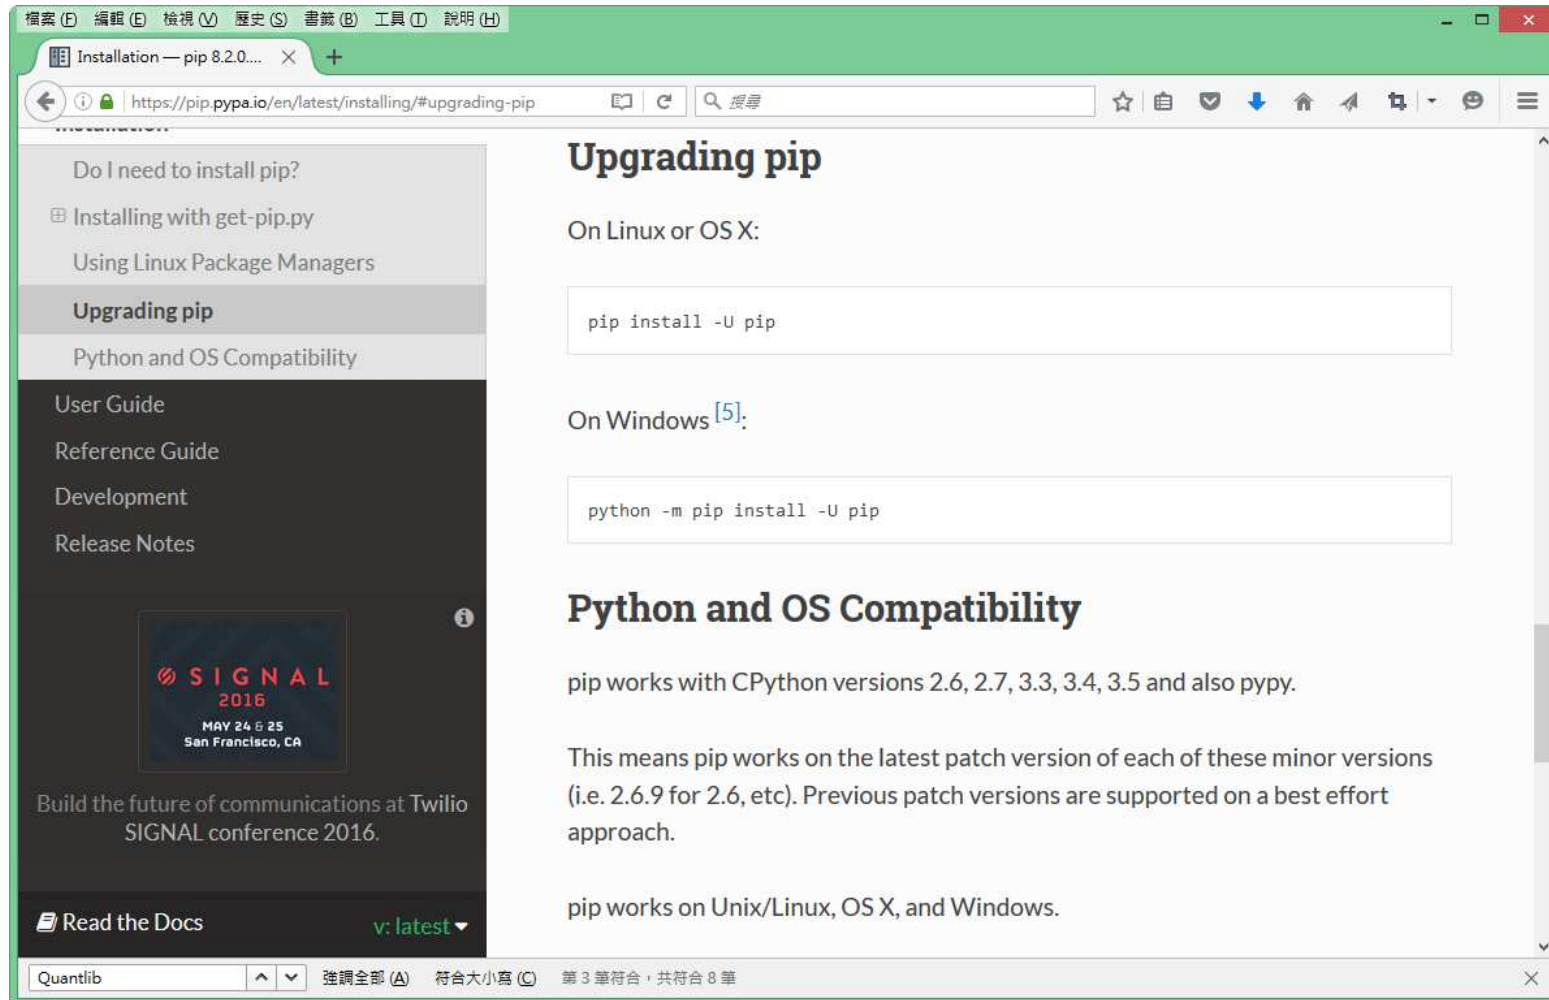 檔案(F) 編輯(E) 檢視(V) 歷史(S) 書籤(B) 工具(T) 說明(H)
Installation — pip 8.2.0....
https://pip.pypa.io/en/latest/installing/#upgrading-pip
搜尋
Installation
Do I need to install pip?
Installing with get-pip.py
Using Linux Package Managers
Upgrading pip
Python and OS Compatibility
User Guide
Reference Guide
Development
Release Notes
SIGNAL
2016
MAY 24 & 25
San Francisco, CA
Build the future of communications at Twilio
SIGNAL conference 2016.
Read the Docs
v: latest
Upgrading pip
On Linux or OS X:
pip install -U pip
On Windows [5]:
python -m pip install -U pip
Python and OS Compatibility
pip works with CPython versions 2.6, 2.7, 3.3, 3.4, 3.5 and also pypy.
This means pip works on the latest patch version of each of these minor versions
(i.e. 2.6.9 for 2.6, etc). Previous patch versions are supported on a best effort
approach.
pip works on Unix/Linux, OS X, and Windows.
Quantlib
強調全部(A) 符合大小寫(C) 第 3 筆符合，共符合 8 筆